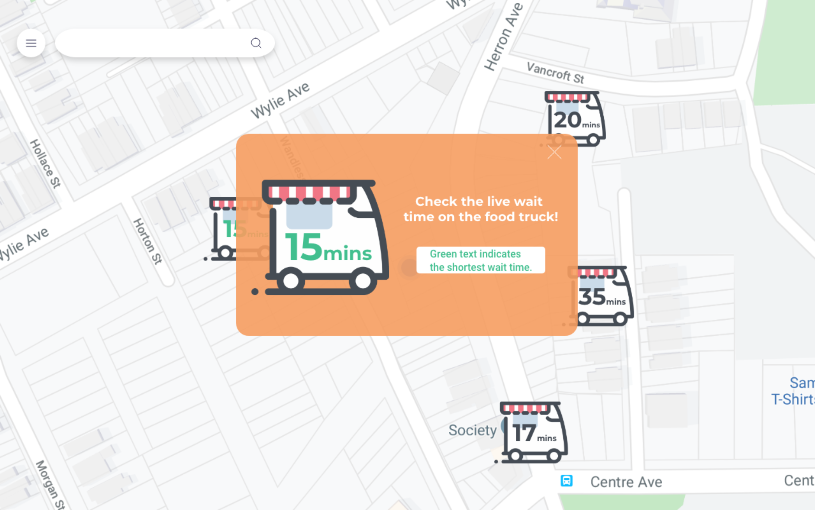 Wylie Ave
Herron Ave
Vancroft St
Hollace St
20 mins
15
15 mins
Check the live wait
time on the food truck!
Green text indicates
the shortest wait time.
Horton St
Wylie Ave
35 mins
Sam
T-Shirts
17 mins
Society
Centre Ave
Cent
Morgan St